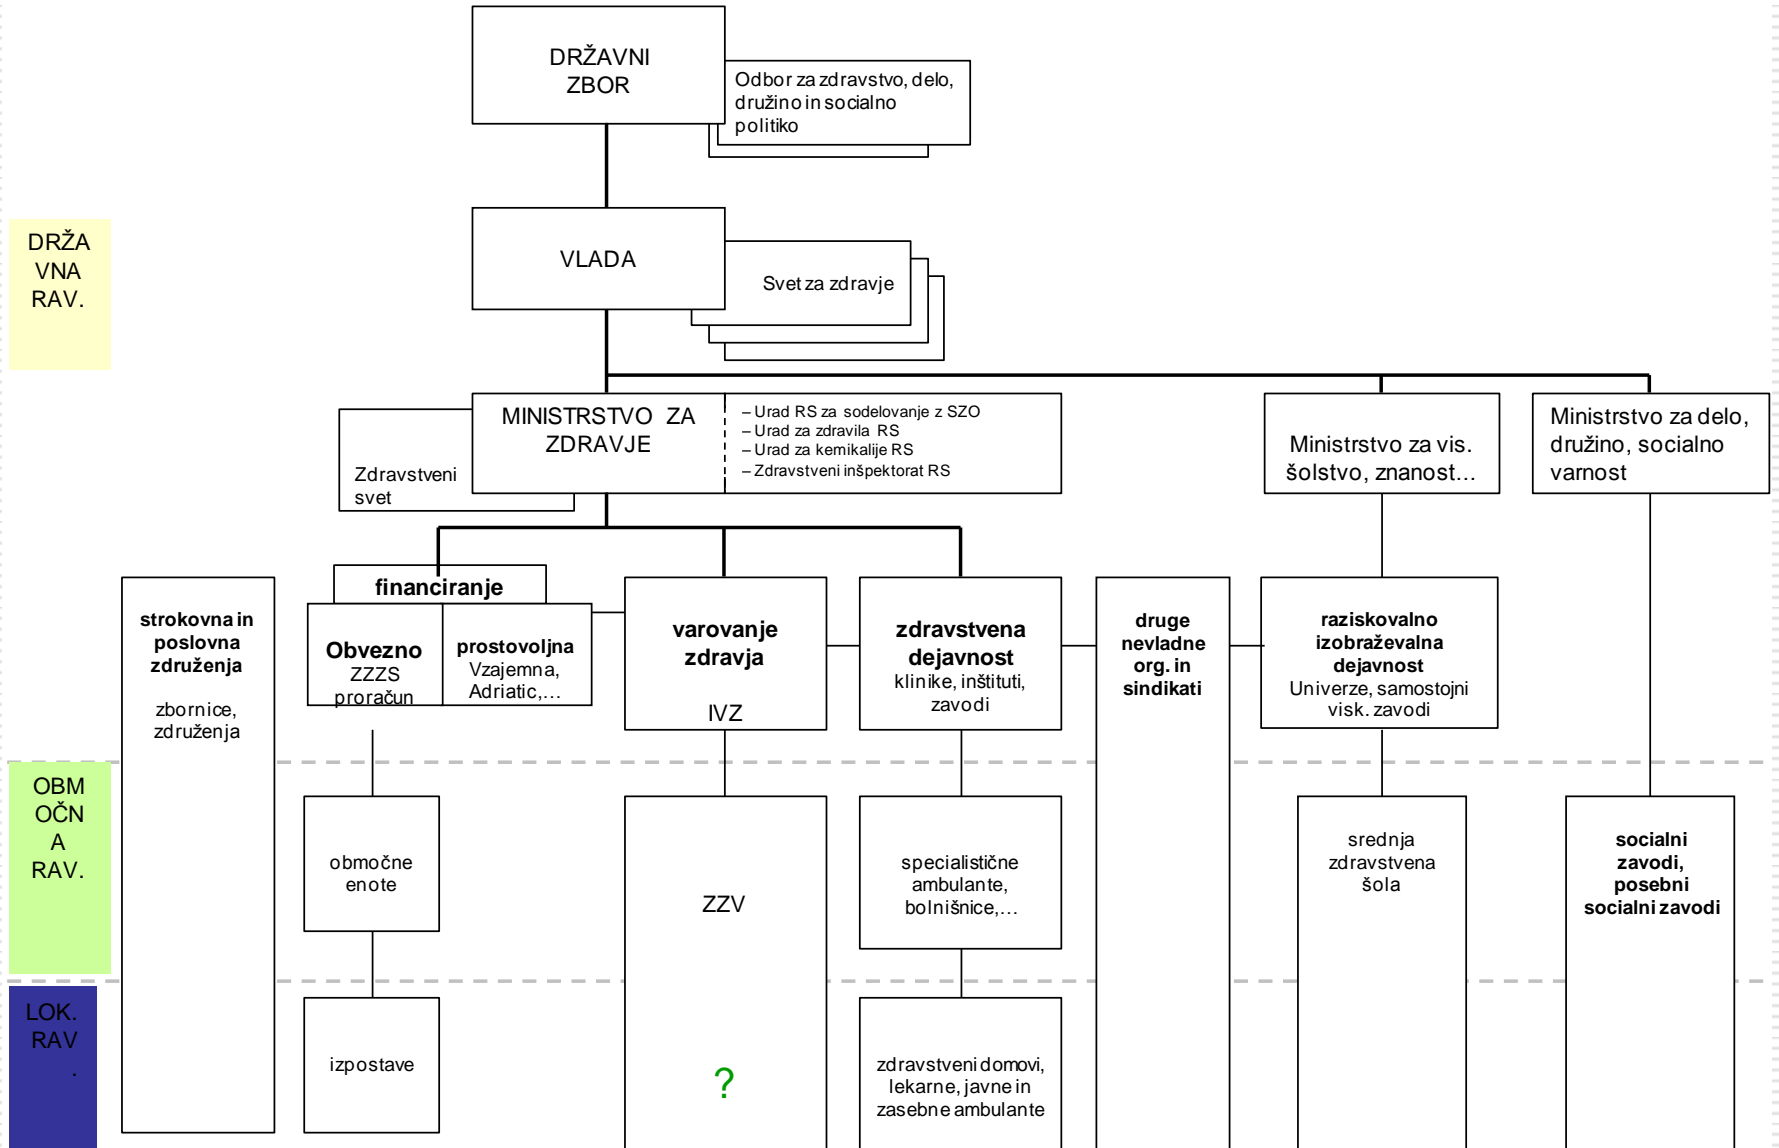 DRŽAVNI
ZBOR
Odbor za zdravstvo, delo,
družino in socialno
politiko
DRŽA
VNA
RAV.
VLADA
Svet za zdravje
MINISTRSTVO ZA
ZDRAVJE
– Urad RS za sodelovanje z SZO
– Urad za zdravila RS
– Urad za kemikalije RS
– Zdravstveni inšpektorat RS
Zdravstveni
svet
Ministrstvo za vis.
šolstvo, znanost…
Ministrstvo za delo,
družino, socialno
varnost
strokovna in
poslovna
združenja
zbornice,
združenja
financiranje
Obvezno
ZZZS
proračun
prostovoljna
Vzajemna,
Adriatic,…
varovanje
zdravja
IVZ
zdravstvena
dejavnost
klinike, inštituti,
zavodi
druge
nevladne
org. in
sindikati
raziskovalno
izobraževalna
dejavnost
Univerze, samostojni
visk. zavodi
OBM
OČN
A
RAV.
območne
enote
ZZV
specialistične
ambulante,
bolnišnice,…
srednja
zdravstvena
šola
socialni
zavodi,
posebni
socialni zavodi
LOK.
RAV
.
izpostave
?
zdravstveni domovi,
lekarne, javne in
zasebne ambulante